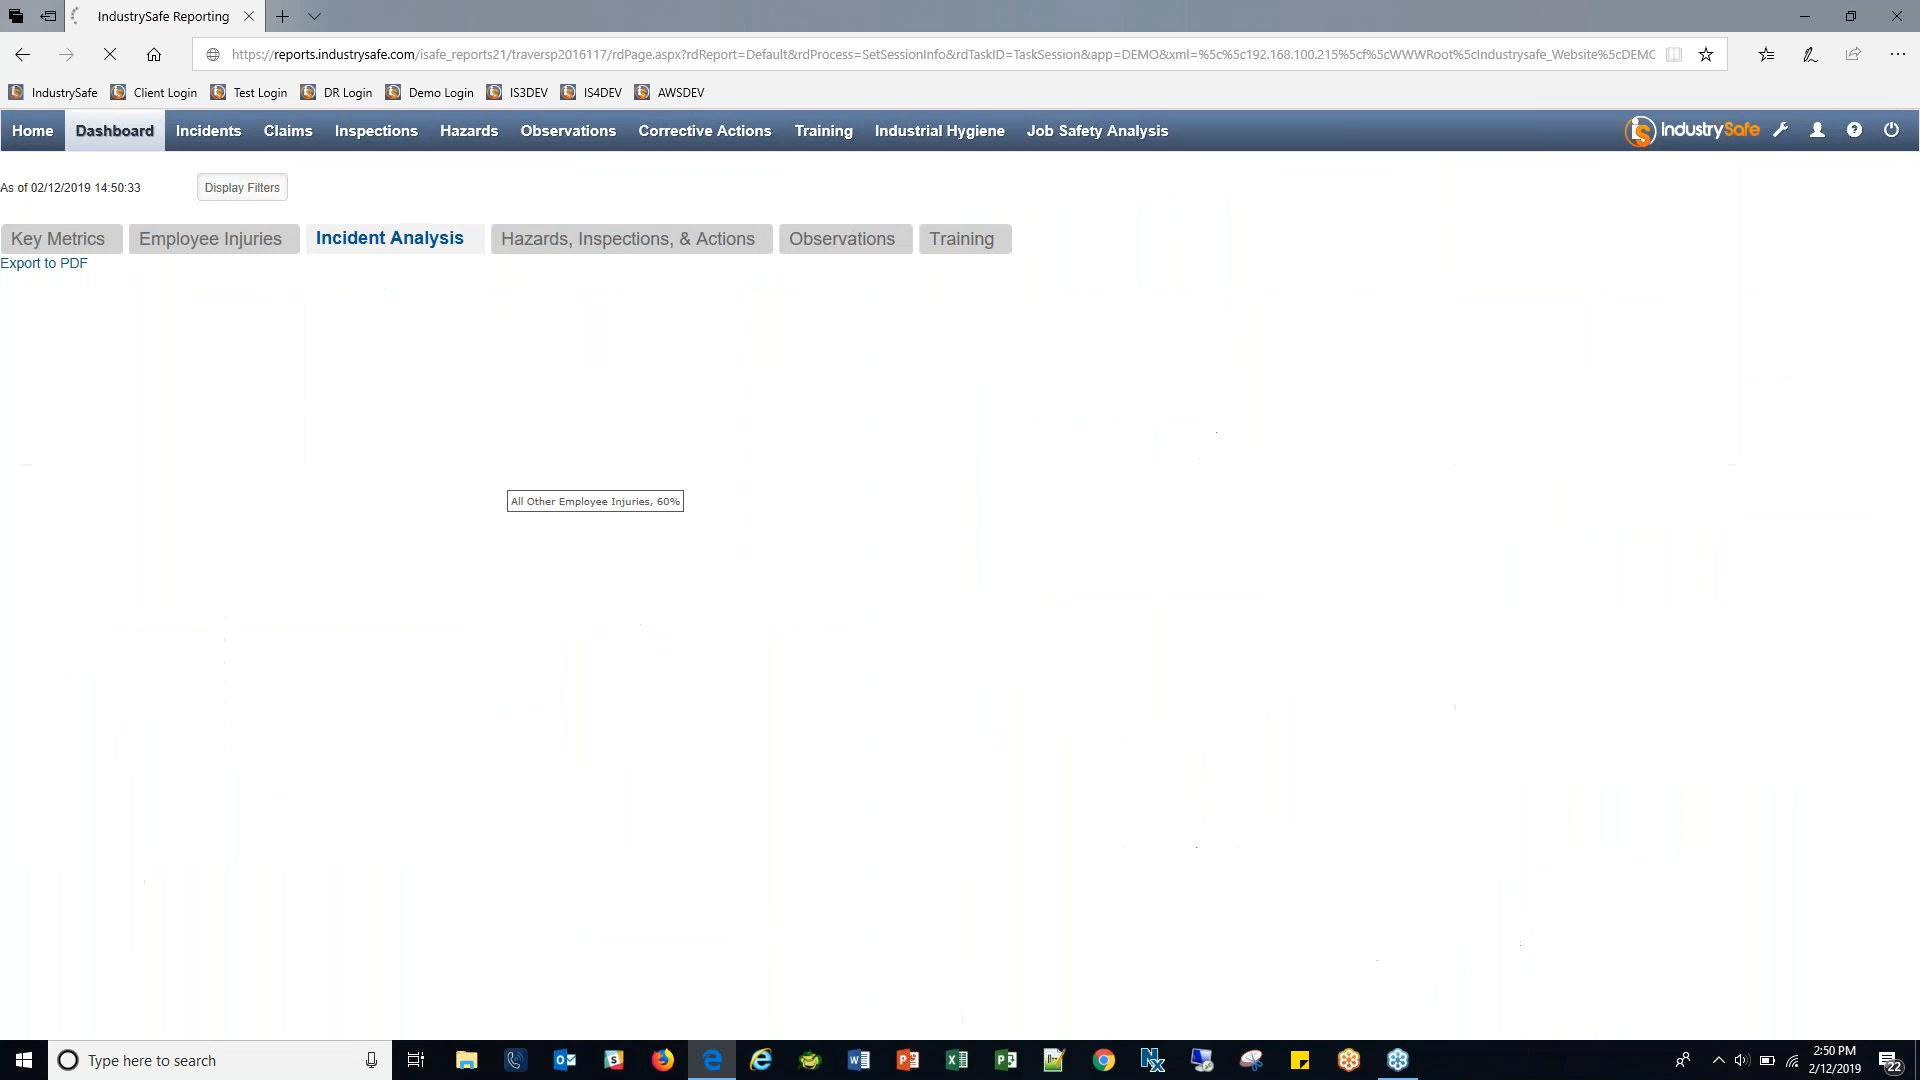 IndustrySafe Reporting
https://reports.industrysafe.com/isafe_reports21/traversp2016117/rdPage.aspx?rdReport=Default&rdProcess=SetSessionInfo&rdTaskID=TaskSession&app=DEMO&xml=%5c%5c192.168.100.215%5cf%5cWWWRoot%5cIndustrysafe_Website%5cDEMC
IndustrySafe Client Login Test Login DR Login Demo Login IS3DEV IS4DEV AWSDEV
Home Dashboard Incidents Claims Inspections Hazards Observations Corrective Actions Training Industrial Hygiene Job Safety Analysis IndustrySafe
As of 02/12/2019 14:50:33 Display Filters
Key Metrics Employee Injuries Incident Analysis Hazards, Inspections, & Actions Observations Training
Export to PDF
All Other Employee Injuries, 60%
Type here to search
2:50 PM
2/12/2019
22